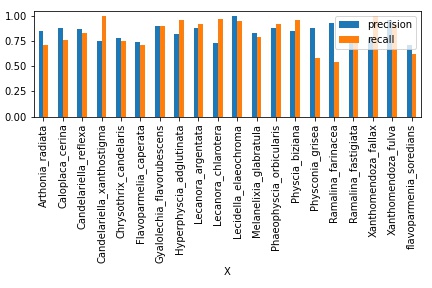 precision
recall
1.00
0.75
0.50
0.25
0.00
Arthonia_radiata
Caloplaca_cerina
Candelariella_reflexa
Candelariella_xanthostigma
Chrysothrix_candelaris
Flavoparmelia_caperata
Gyalolechia_flavorubescens
Hyperphyscia_adglutinata
Lecanora_argentata
Lecanora_chlarotera
Lecidella_elaeochroma
Melanelixia_glabratula
Phaeophyscia_orbicularis
Physcia_biziana
Physconia_grisea
Ramalina_farinacea
Ramalina_fastigiata
Xanthomendoza_fallax
Xanthomendoza_fulva
flavoparmenia_soredians
X